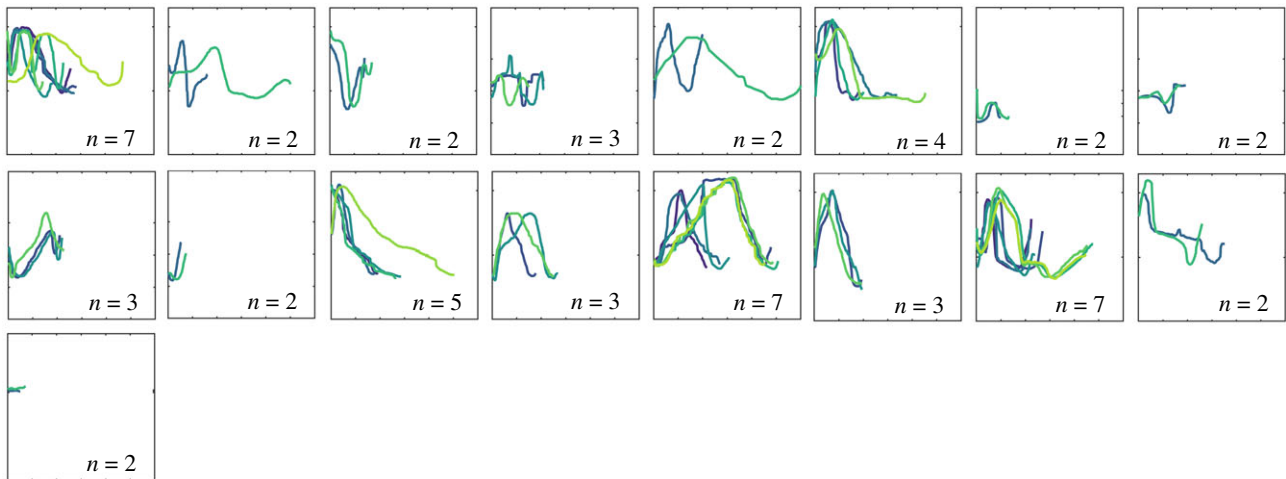 n = 7
n = 2
n = 2
n = 3
n = 2
n = 4
n = 2
n = 2
n = 3
n = 2
n = 5
n = 3
n = 7
n = 3
n = 7
n = 2
n = 2